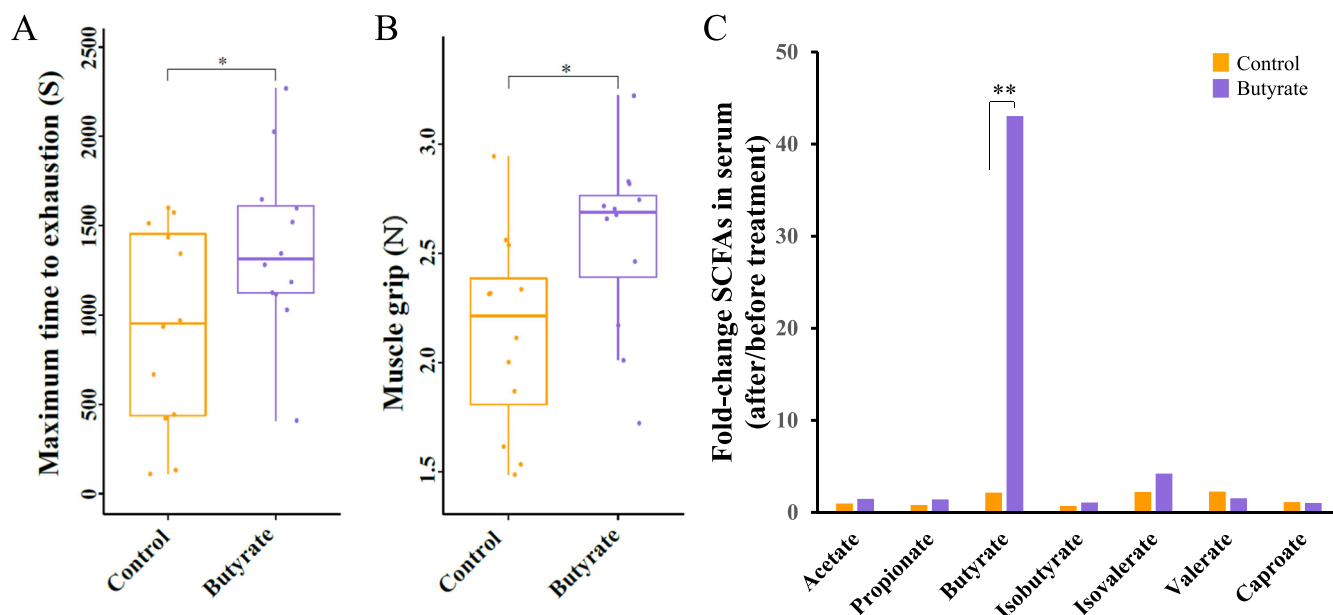 A
Maximum time to exhaustion (S)
2500
2000
1500
1000
500
0
*
Control
Butyrate
B
Muscle grip (N)
3.0
2.5
2.0
1.5
*
Control
Butyrate
C
Fold-change SCFAs in serum
(after/before treatment)
50
40
30
20
10
0
**
Control
Butyrate
Acetate
Propionate
Butyrate
Isobutyrate
Isovalerate
Valerate
Caproate